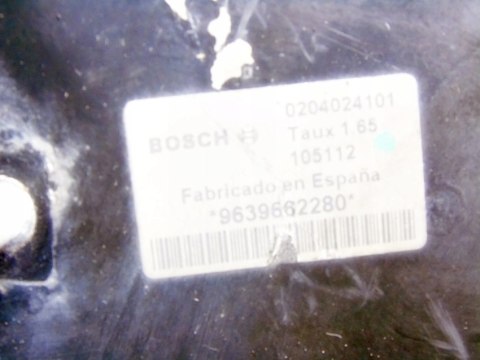 0204024101
BOSCH Taux 1.65
105112
Fabricado en España
*9639662280*